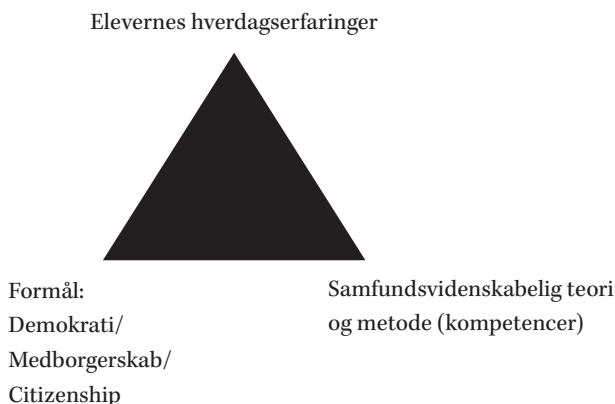 Elevernes hverdagserfaringer
Formål:
Demokrati/
Medborgerskab/
Citizenship
Samfundsvidenskabelig teori
og metode (kompetencer)